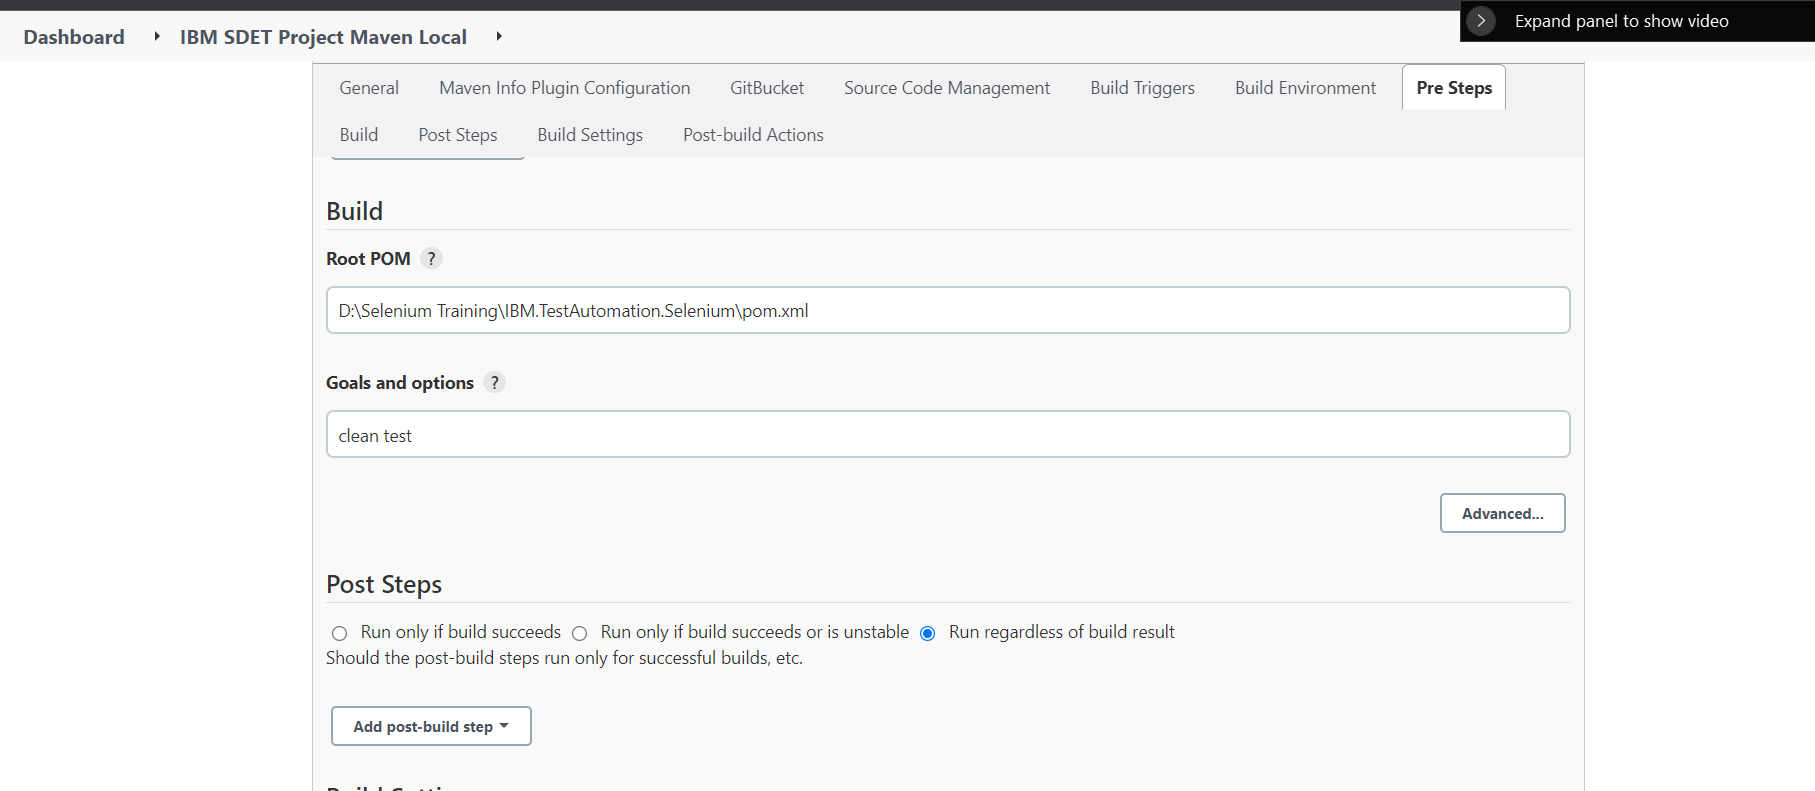 Expand panel to show video
Dashboard IBM SDET Project Maven Local
General Maven Info Plugin Configuration GitBucket Source Code Management Build Triggers Build Environment Pre Steps
Build Post Steps Build Settings Post-build Actions
Build
Root POM ?
D:\Selenium Training\IBM.TestAutomation.Selenium\pom.xml
Goals and options ?
clean test
Advanced...
Post Steps
Run only if build succeeds Run only if build succeeds or is unstable Run regardless of build result
Should the post-build steps run only for successful builds, etc.
Add post-build step